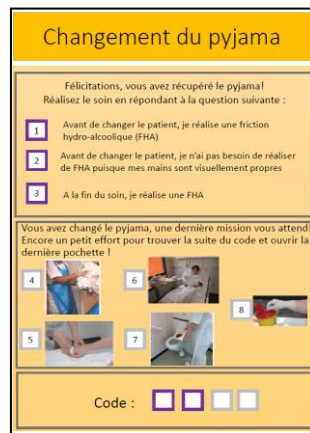 Changement du pyjama
Félicitations, vous avez récupéré le pyjama!
Réalisez le soin en répondant à la question suivante :
1
Avant de changer le patient, je réalise une friction
hydro-alcoolique (FHA)
2
Avant de changer le patient, je n'ai pas besoin de réaliser
de FHA puisque mes mains sont visuellement propres
3
A la fin du soin, je réalise une FHA
Vous avez changé le pyjama, une dernière mission vous attend!
Encore un petit effort pour trouver la suite du code et ouvrir la
dernière pochette !
4
6
8
5
7
Code :